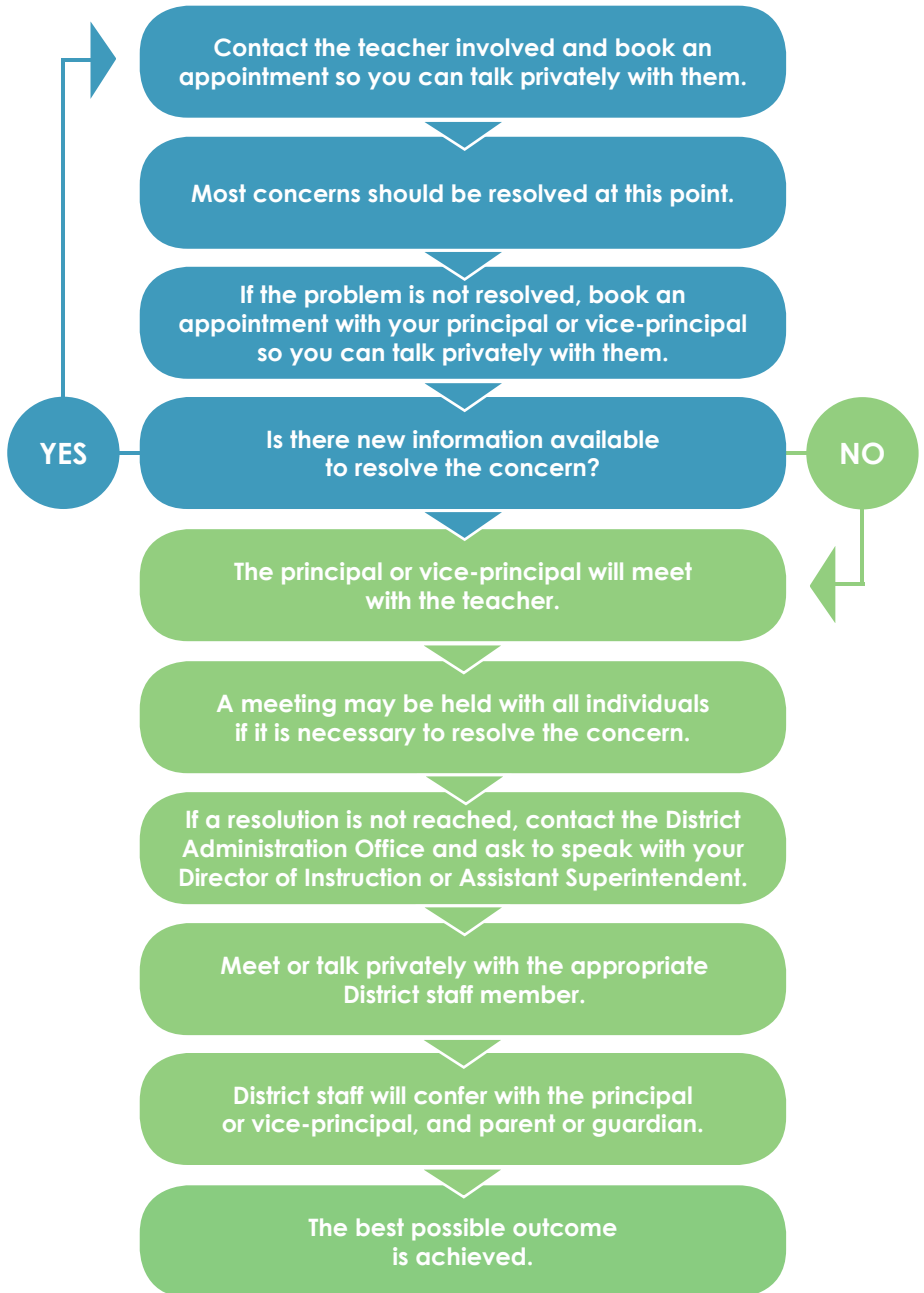 Contact the teacher involved and book an
appointment so you can talk privately with them.
Most concerns should be resolved at this point.
If the problem is not resolved, book an
appointment with your principal or vice-principal
so you can talk privately with them.
YES
Is there new information available
to resolve the concern?
NO
The principal or vice-principal will meet
with the teacher.
A meeting may be held with all individuals
if it is necessary to resolve the concern.
If a resolution is not reached, contact the District
Administration Office and ask to speak with your
Director of Instruction or Assistant Superintendent.
Meet or talk privately with the appropriate
District staff member.
District staff will confer with the principal
or vice-principal, and parent or guardian.
The best possible outcome
is achieved.